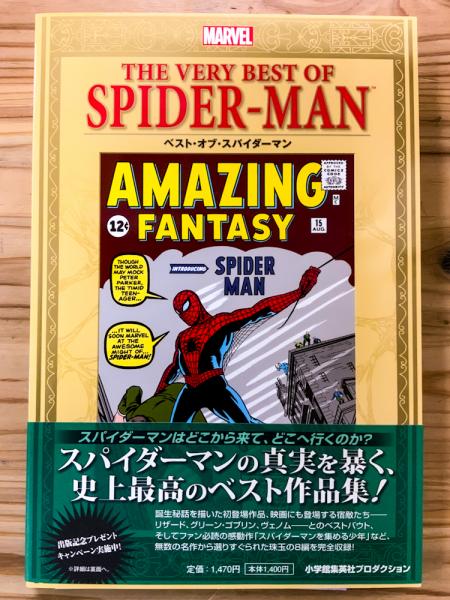 MARVEL
THE VERY BEST OF
SPIDER-MAN™
ベスト・オブ・スパイダーマン
AMAZING
FANTASY
12¢
APPROVED
BY THE
COMICS
CODE
AUTHORITY
M
15
AUG.
INTRODUCING
SPIDER
MAN
THOUGH
THE WORLD
MAY MOCK
PETER
PARKER,
THE TIMID
TEEN-
AGER...
...IT WILL
SOON MARVEL
AT THE
AWESOME
MIGHT OF...
SPIDER-MAN!
スパイダーマンはどこから来て、どこへ行くのか?
スパイダーマンの真実を暴く、
史上最高のベスト作品集!
誕生秘話を描いた初登場作品、映画にも登場する宿敵たち──
リザード、グリーン・ゴブリン、ヴェノム──とのベストバウト、
そしてファン必読の感動作「スパイダーマンを集める少年」など、
無数の名作から選りすぐられた珠玉の8編を完全収録!
出版記念プレゼント
キャンペーン実施中!
※詳細は裏面へ。
定価:1,470円 本体1,400円
小学館集英社プロダクション